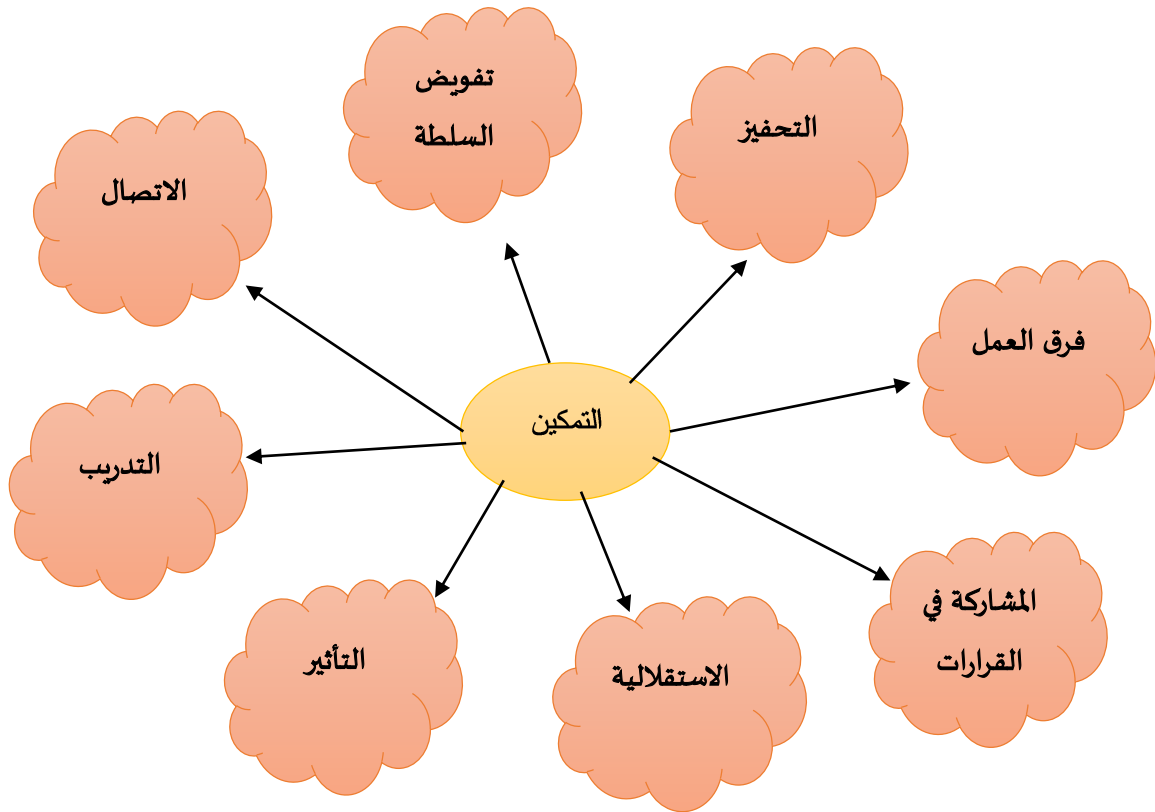 تفويض
السلطة
التحفيز
الاتصال
فرق العمل
التمكين
التدريب
المشاركة في
القرارات
التأثير
الاستقلالية